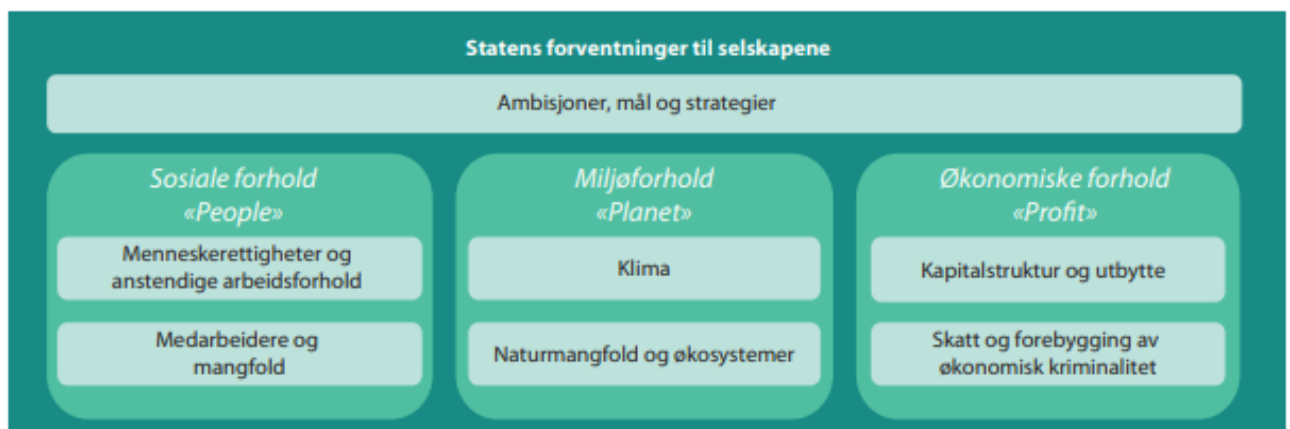 Statens forventninger til selskapene
Ambisjoner, mål og strategier
Sosiale forhold
«People»
Menneskerettigheter og
anstendige arbeidsforhold
Medarbeidere og
mangfold
Miljøforhold
«Planet»
Klima
Naturmangfold og økosystemer
Økonomiske forhold
«Profit»
Kapitalstruktur og utbytte
Skatt og forebygging av
økonomisk kriminalitet